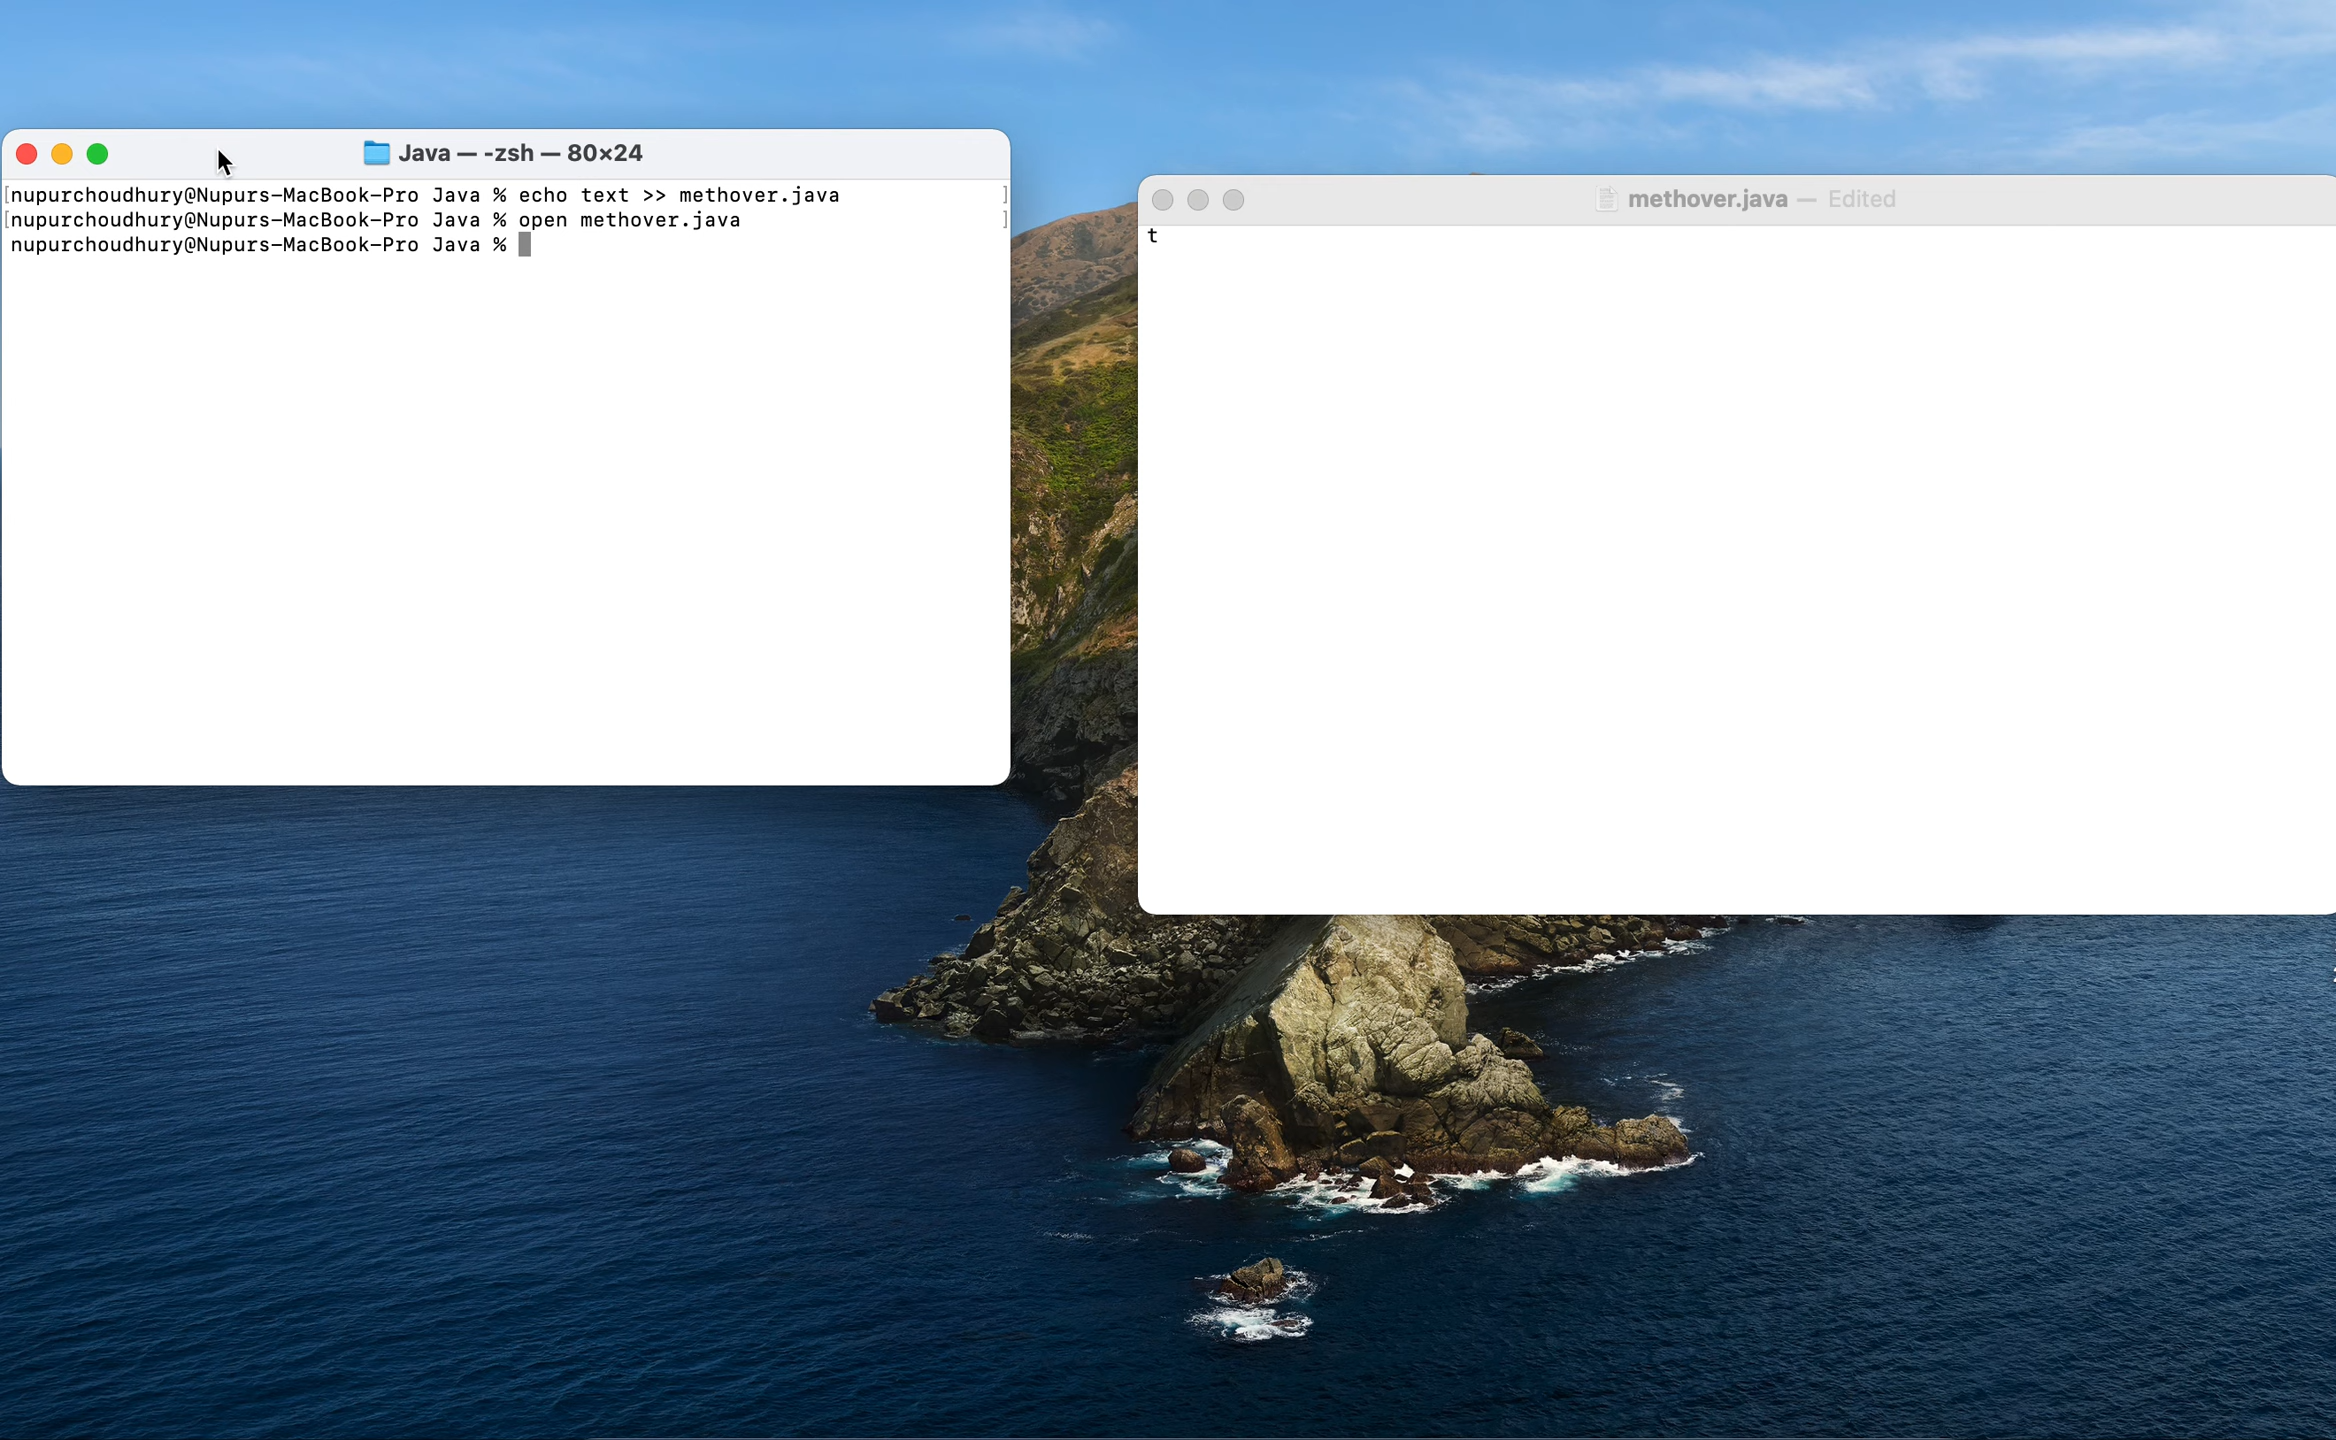 Java — -zsh — 80×24
[nupurchoudhury@Nupurs-MacBook-Pro Java % echo text >> methover.java ]
[nupurchoudhury@Nupurs-MacBook-Pro Java % open methover.java ]
nupurchoudhury@Nupurs-MacBook-Pro Java %
methover.java — Edited
t